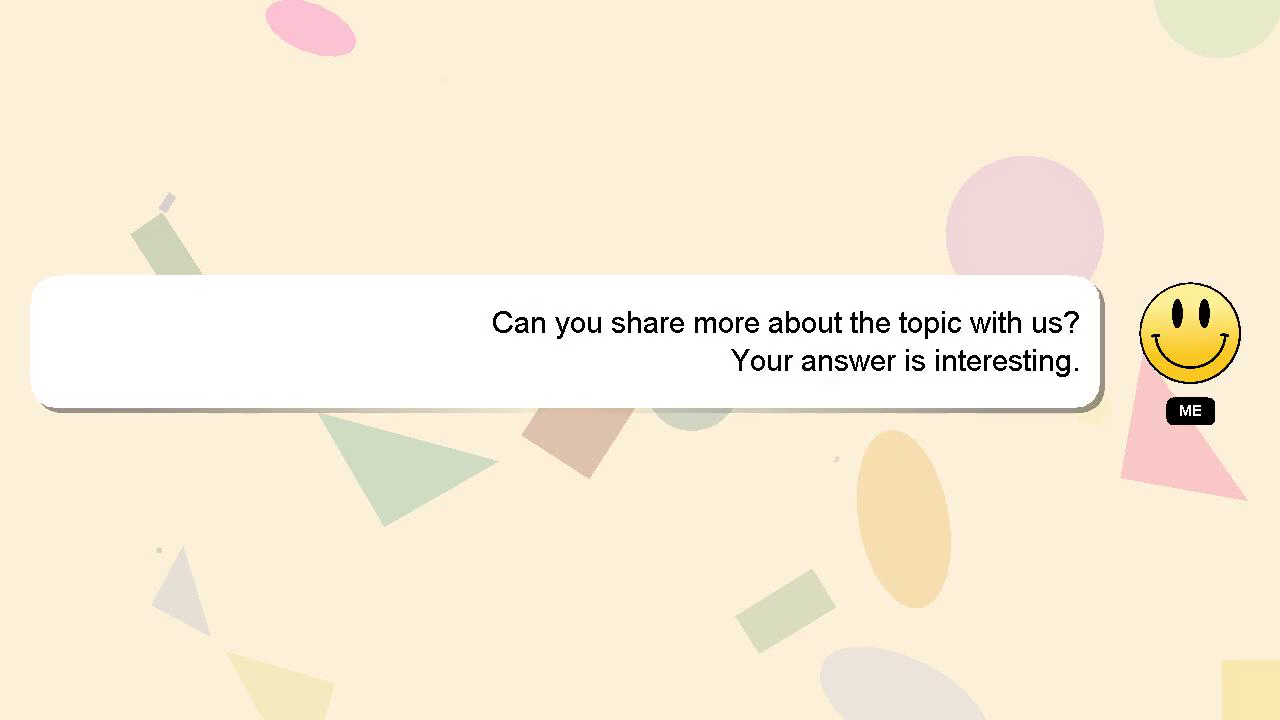 Can you share more about the topic with us?
Your answer is interesting.
ME